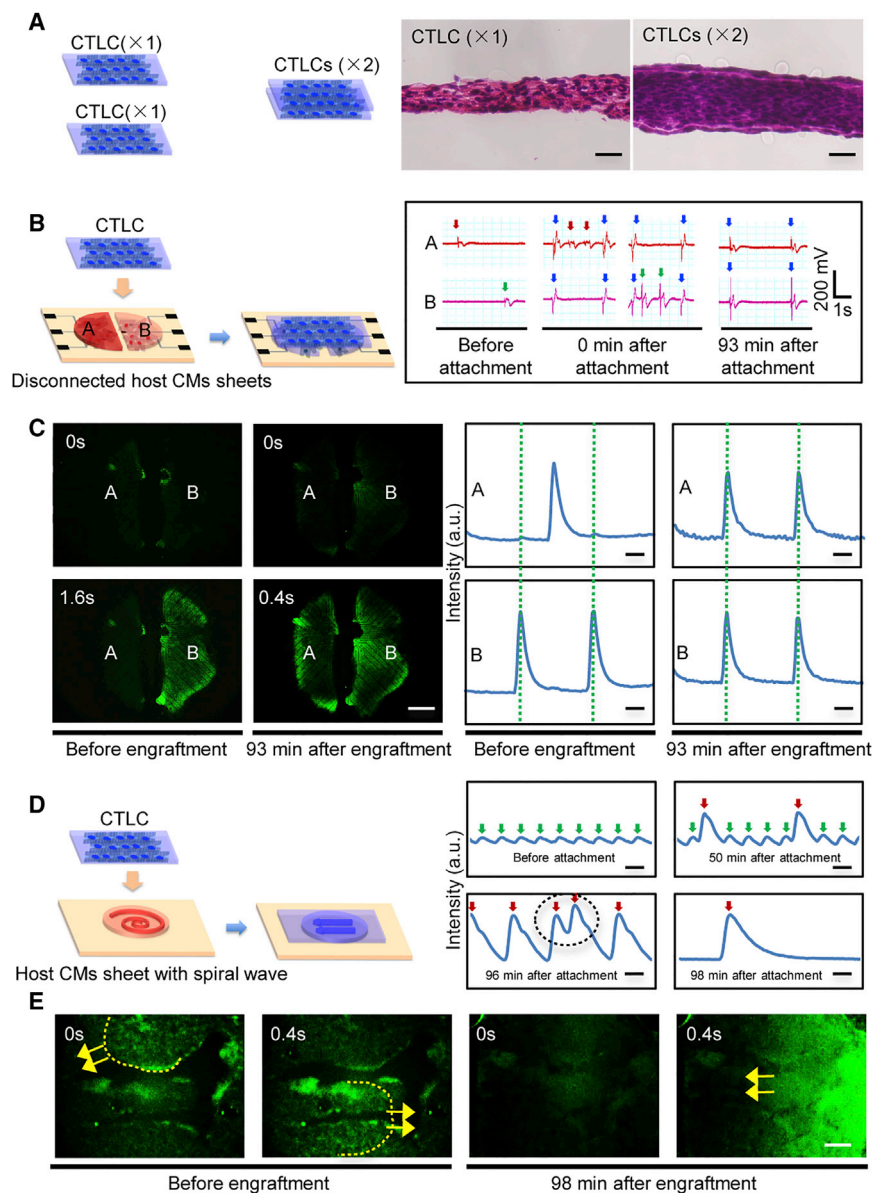 A
CTLC(×1)
CTLC(×1)
CTLCs (×2)
CTLC (×1)
CTLCs (×2)
B
CTLC
A
B
Disconnected host CMs sheets
A
B
200 mV
1s
Before attachment
0 min after attachment
93 min after attachment
C
0s
A
B
0s
A
B
1.6s
A
B
0.4s
A
B
Before engraftment
93 min after engraftment
Intensity (a.u.)
A
A
B
B
Before engraftment
93 min after engraftment
D
CTLC
Host CMs sheet with spiral wave
Intensity (a.u.)
Before attachment
50 min after attachment
96 min after attachment
98 min after attachment
E
0s
0.4s
0s
0.4s
Before engraftment
98 min after engraftment